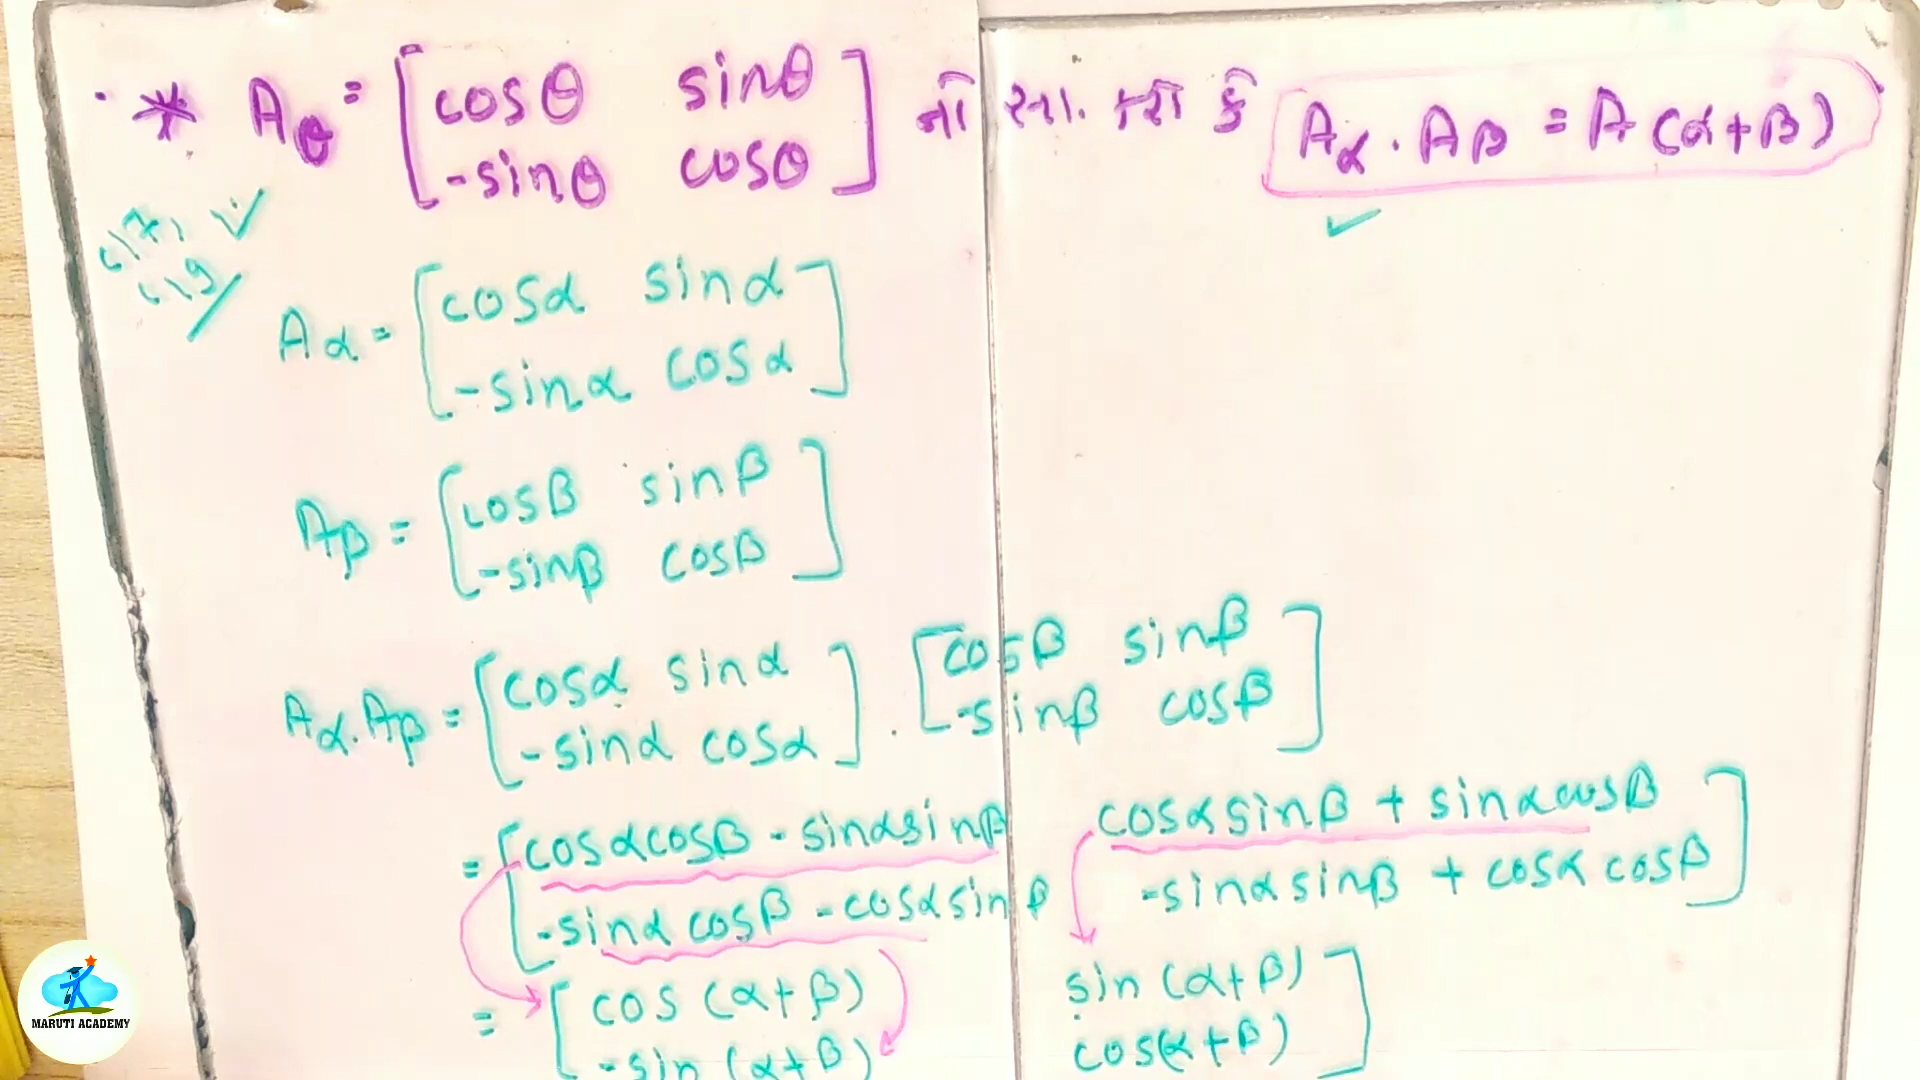 * Aθ = [cosθ sinθ
-sinθ cosθ] તો સા. કરો કે Aα . Aβ = A(α+β)
Aα = [cosα sinα
-sinα cosα]
Aβ = [cosβ sinβ
-sinβ cosβ]
Aα.Aβ = [cosα sinα
-sinα cosα] . [cosβ sinβ
-sinβ cosβ]
= [cosαcosβ - sinαsinβ cosαsinβ + sinαcosβ
-sinαcosβ - cosαsinβ -sinαsinβ + cosαcosβ]
= [cos(α+β) sin(α+β)
-sin(α+β) cos(α+β)]
MARUTI ACADEMY